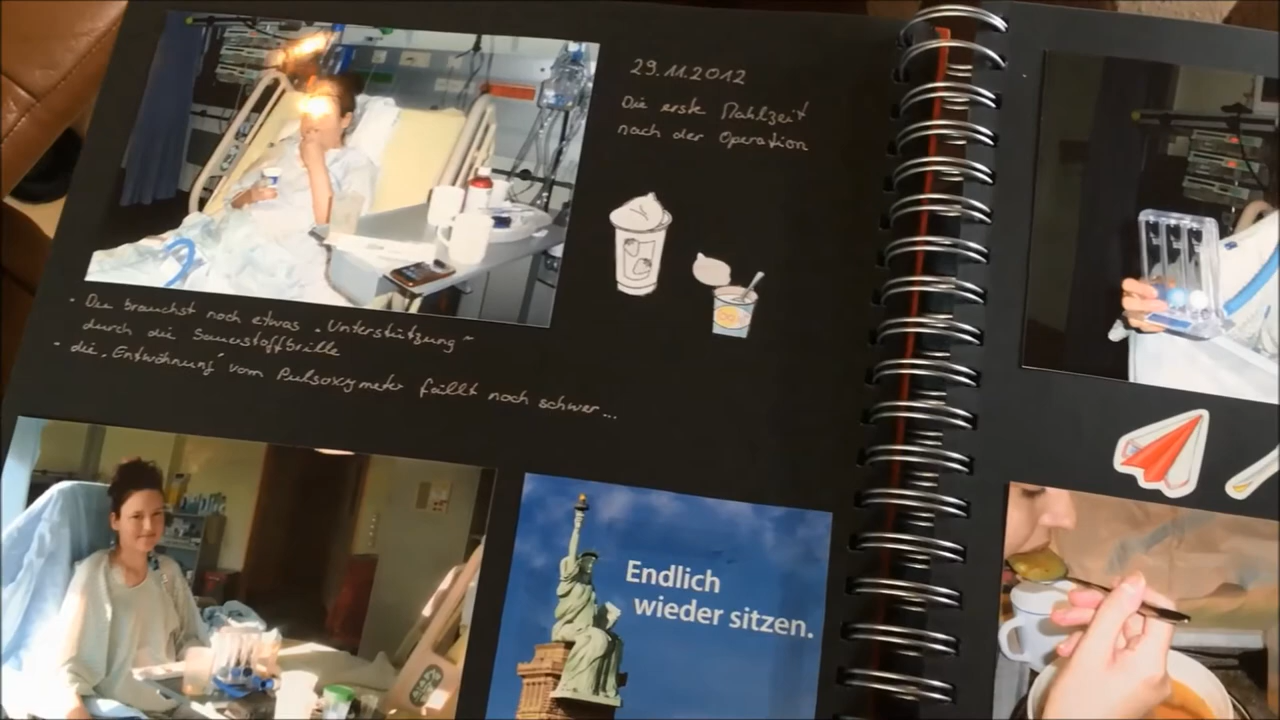 29.11.2012
Die erste Mahlzeit
nach der Operation
- Du brauchst noch etwas „Unterstützung"
durch die Sauerstoffbrille
- die „Entwöhnung" vom Pulsoxymeter fällt noch schwer...
Endlich
wieder sitzen.